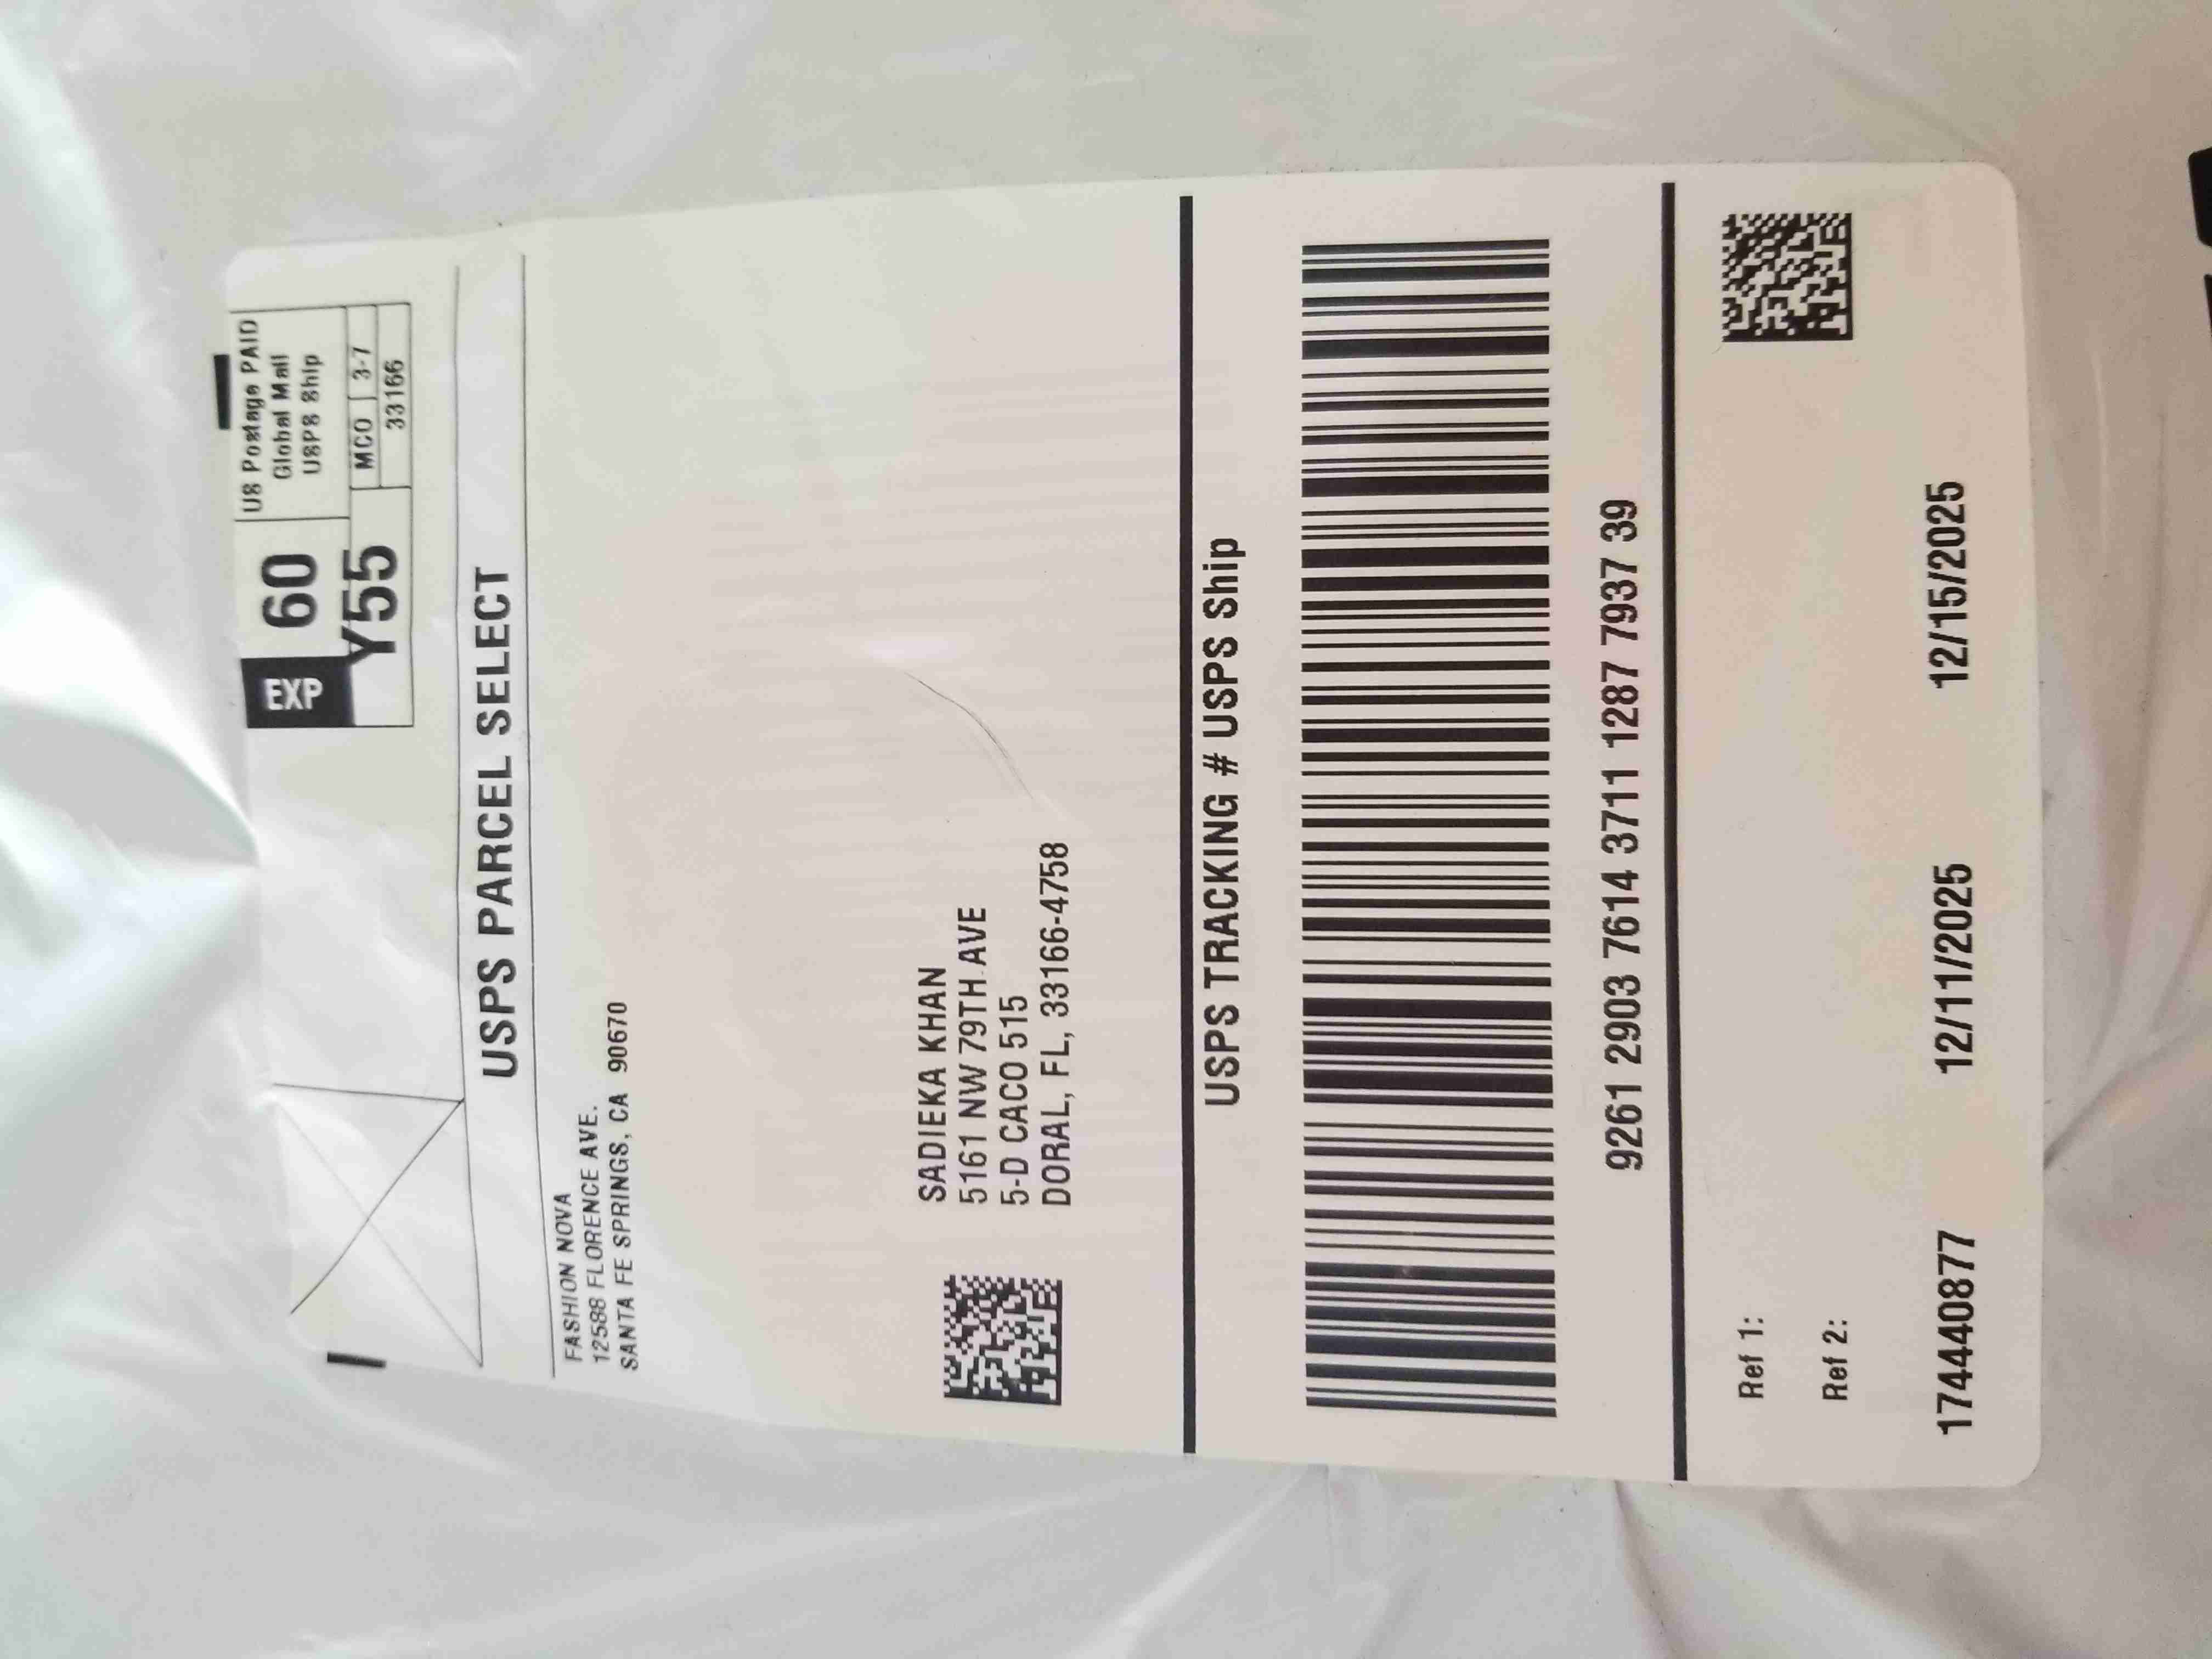 EXP 60
US Postage PAID
Global Mail
USPS Ship
Y55
MCO 3-7
33166
USPS PARCEL SELECT
FASHION NOVA
12588 FLORENCE AVE.
SANTA FE SPRINGS, CA 90670
SADIEKA KHAN
5161 NW 79TH AVE
5-D CACO 515
DORAL, FL, 33166-4758
USPS TRACKING # USPS Ship
9261 2903 7614 3711 1287 7937 39
Ref 1:
Ref 2:
174440877 12/11/2025 12/15/2025